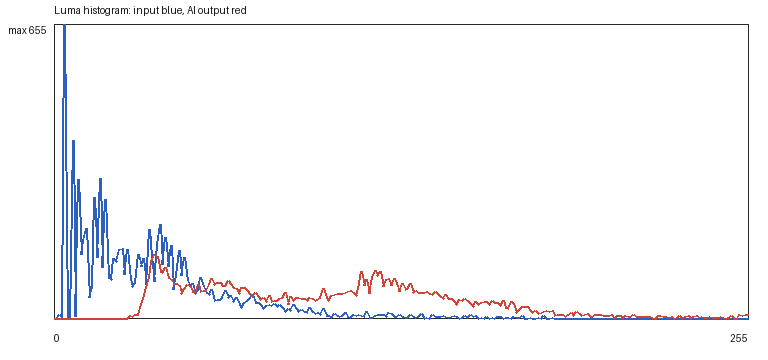 Luma histogram: input blue, AI output red
max 655
0
255